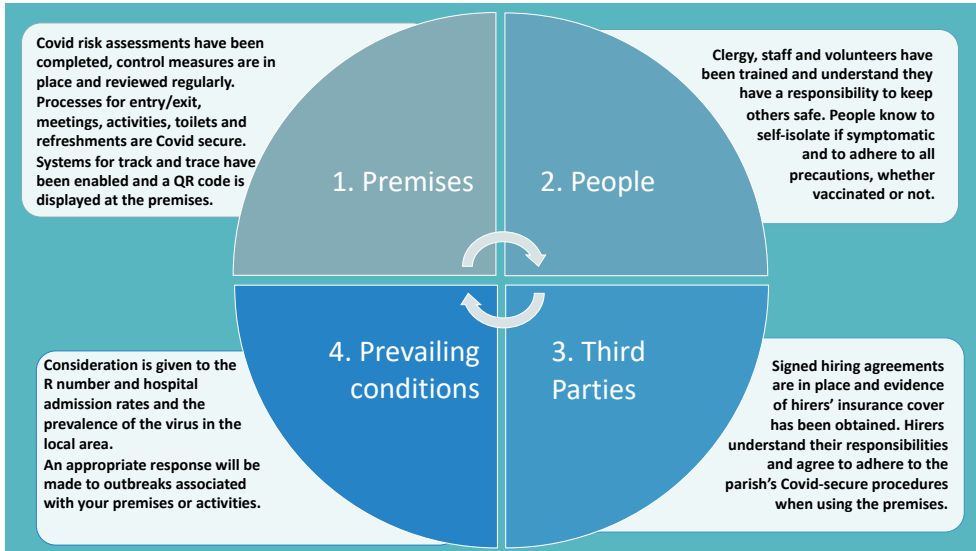 Covid risk assessments have been
completed, control measures are in
place and reviewed regularly.
Processes for entry/exit,
meetings, activities, toilets and
refreshments are Covid secure.
Systems for track and trace have
been enabled and a QR code is
displayed at the premises.
1. Premises
2. People
Clergy, staff and volunteers have
been trained and understand they
have a responsibility to keep
others safe. People know to
self-isolate if symptomatic
and to adhere to all
precautions, whether
vaccinated or not.
3. Third
Parties
Signed hiring agreements
are in place and evidence
of hirers’ insurance cover
has been obtained. Hirers
understand their responsibilities
and agree to adhere to the
parish’s Covid-secure procedures
when using the premises.
4. Prevailing
conditions
Consideration is given to the
R number and hospital
admission rates and the
prevalence of the virus in the
local area.
An appropriate response will be
made to outbreaks associated
with your premises or activities.